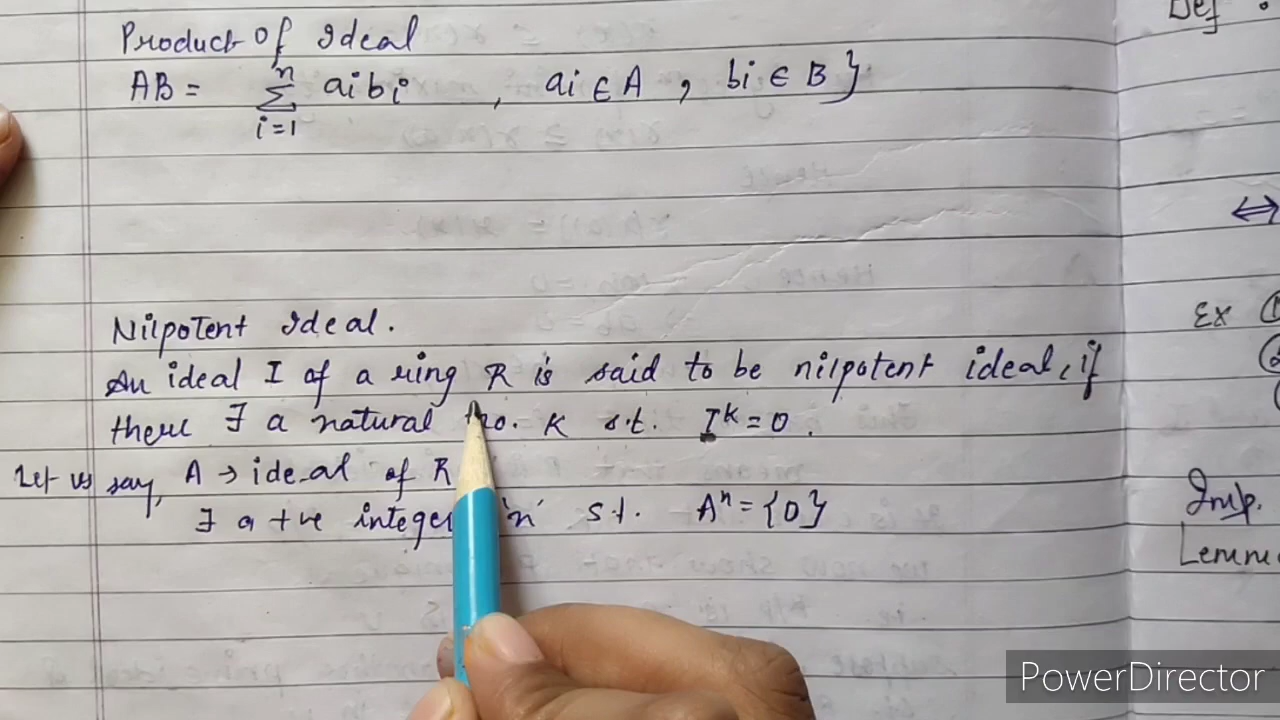 Product Of Ideal
AB = n Σ i=1 aibi , ai ∈ A , bi ∈ B }
Nilpotent Ideal.
An ideal I of a ring R is said to be nilpotent ideal, if
there ∃ a natural no. K s.t. I^K = 0 .
Let us say, A → ideal of R
∃ a +ve integer 'n' s.t. A^n = {0}
Def :
⇔
Ex
Imp.
Lemma
PowerDirector